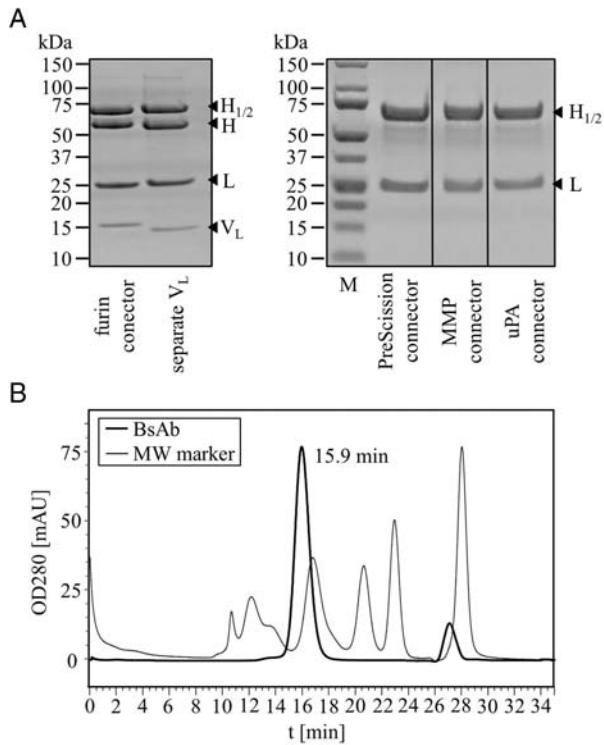 A
kDa
150
100
75
50
37
25
20
15
10
H1/2
H
L
VL
furin
conector
separate VL
kDa
150
100
75
50
37
25
20
15
10
H1/2
L
M
PreScission
connector
MMP
connector
uPA
connector
B
BsAb
MW marker
15.9 min
OD280 [mAU]
75
50
25
0
0 2 4 6 8 10 12 14 16 18 20 22 24 26 28 30 32 34
t [min]